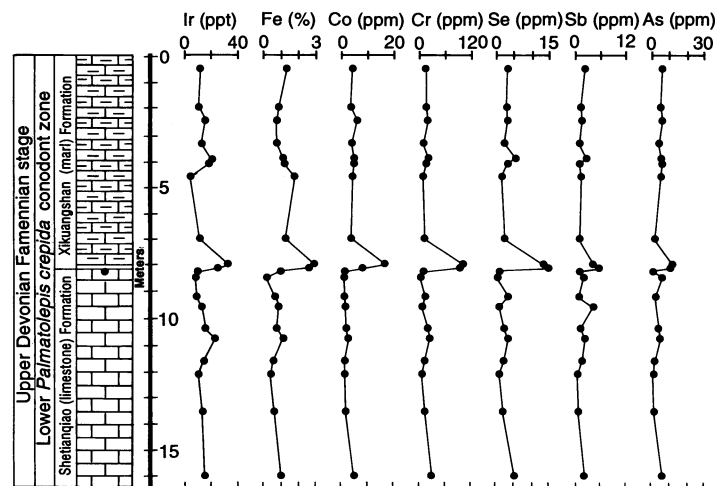 Ir (ppt) Fe (%) Co (ppm) Cr (ppm) Se (ppm) Sb (ppm) As (ppm)
0 40 0 3 0 20 0 120 0 15 0 12 0 30
0
5
10
15
Meters
Upper Devonian Famennian stage
Lower Palmatolepis crepida conodont zone
Xikuangshan (marl) Formation
Shetianqiao (limestone) Formation